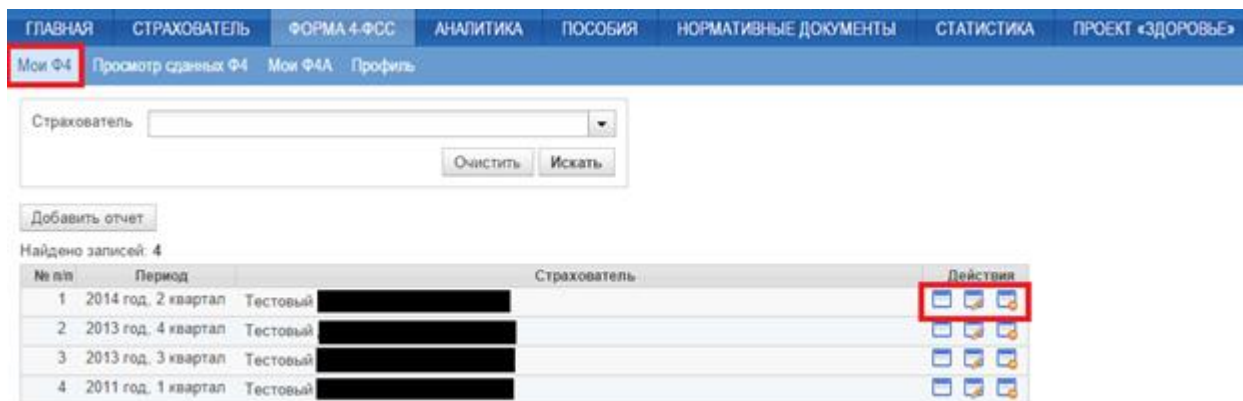 ГЛАВНАЯ СТРАХОВАТЕЛЬ ФОРМА 4-ФСС АНАЛИТИКА ПОСОБИЯ НОРМАТИВНЫЕ ДОКУМЕНТЫ СТАТИСТИКА ПРОЕКТ «ЗДОРОВЬЕ»
Мои Ф4 Просмотр сданных Ф4 Мои Ф4А Профиль
Страхователь
Очистить Искать
Добавить отчет
Найдено записей: 4
№ п/п Период Страхователь Действия
1 2014 год, 2 квартал Тестовый
2 2013 год, 4 квартал Тестовый
3 2013 год, 3 квартал Тестовый
4 2011 год, 1 квартал Тестовый